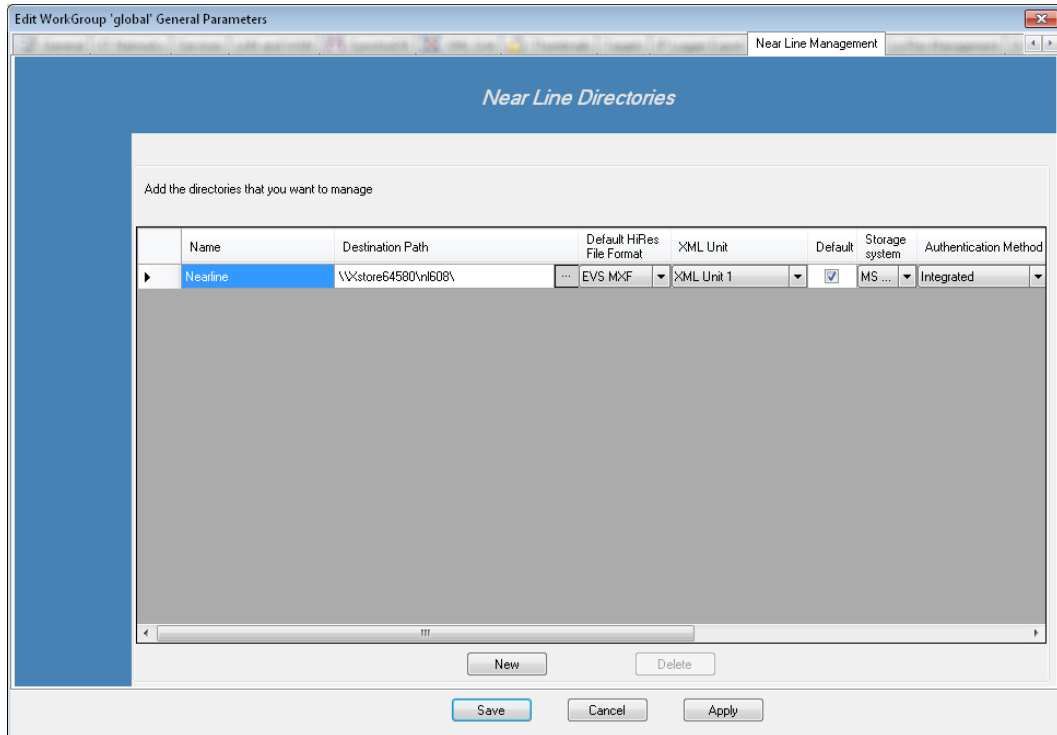 Edit WorkGroup 'global' General Parameters
Near Line Management
Near Line Directories
Add the directories that you want to manage
Name Destination Path Default HiRes File Format XML Unit Default Storage system Authentication Method
Nearline \\Xstore64580\nl608\ ... EVS MXF XML Unit 1 MS ... Integrated
New Delete
Save Cancel Apply